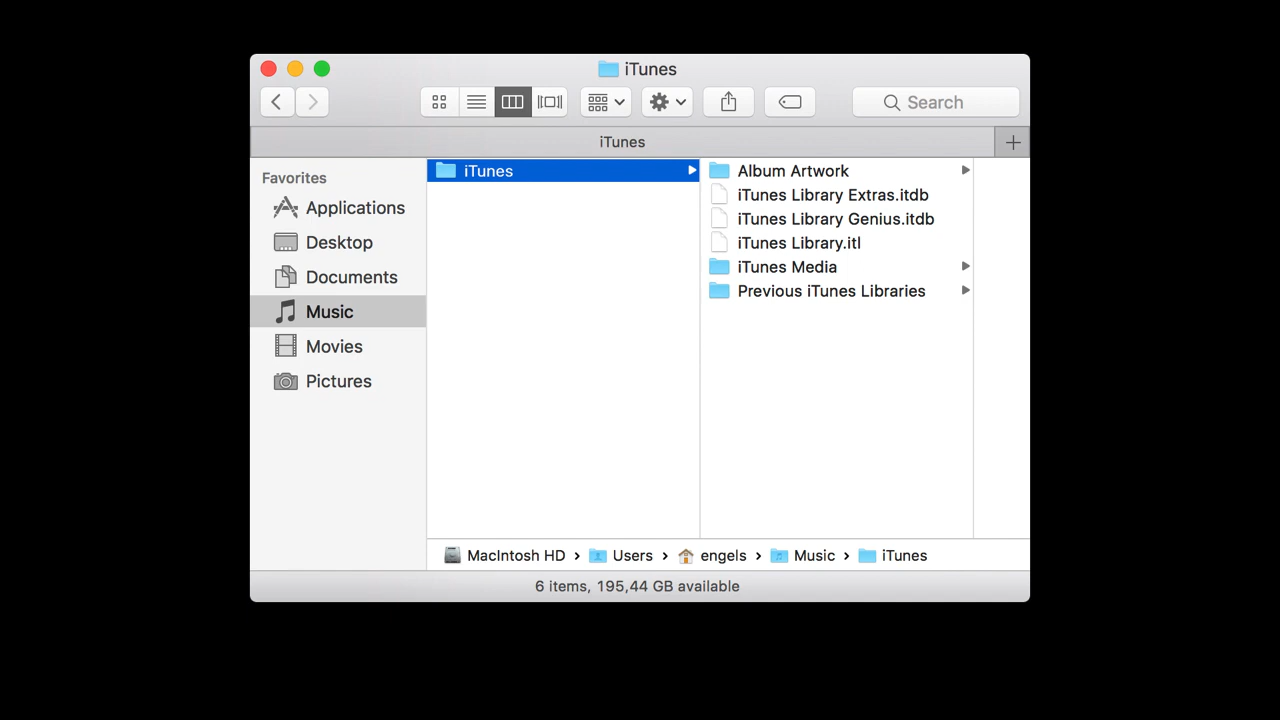 iTunes
Search
iTunes
Favorites
Applications
Desktop
Documents
Music
Movies
Pictures
iTunes
Album Artwork
iTunes Library Extras.itdb
iTunes Library Genius.itdb
iTunes Library.itl
iTunes Media
Previous iTunes Libraries
MacIntosh HD › Users › engels › Music › iTunes
6 items, 195,44 GB available